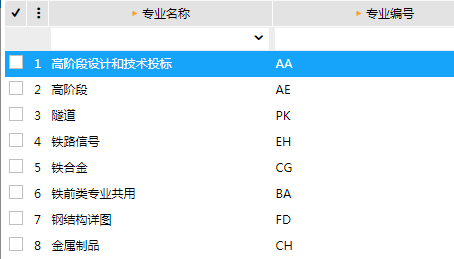 专业名称 专业编号
1 高阶段设计和技术投标 AA
2 高阶段 AE
3 隧道 PK
4 铁路信号 EH
5 铁合金 CG
6 铁前类专业共用 BA
7 钢结构详图 FD
8 金属制品 CH